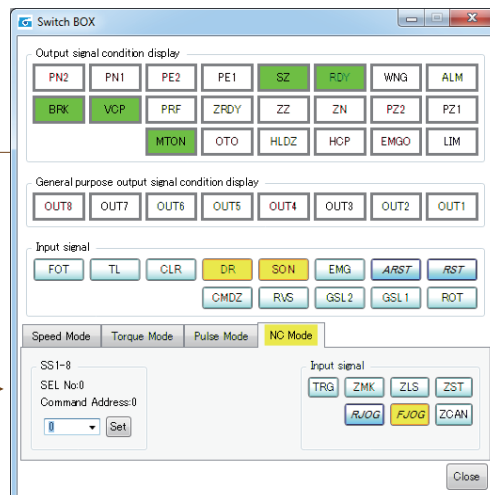 Switch BOX
Output signal condition display
PN2 PN1 PE2 PE1 SZ RDY WNG ALM
BRK VCP PRF ZRDY ZZ ZN PZ2 PZ1
MTON OTO HLDZ HCP EMGO LIM
General purpose output signal condition display
OUT8 OUT7 OUT6 OUT5 OUT4 OUT3 OUT2 OUT1
Input signal
FOT TL CLR DR SON EMG ARST RST
CMDZ RVS GSL2 GSL1 ROT
Speed Mode Torque Mode Pulse Mode NC Mode
SS1-8
SEL No:0
Command Address:0
0 Set
Input signal
TRG ZMK ZLS ZST
RJOG FJOG ZCAN
Close